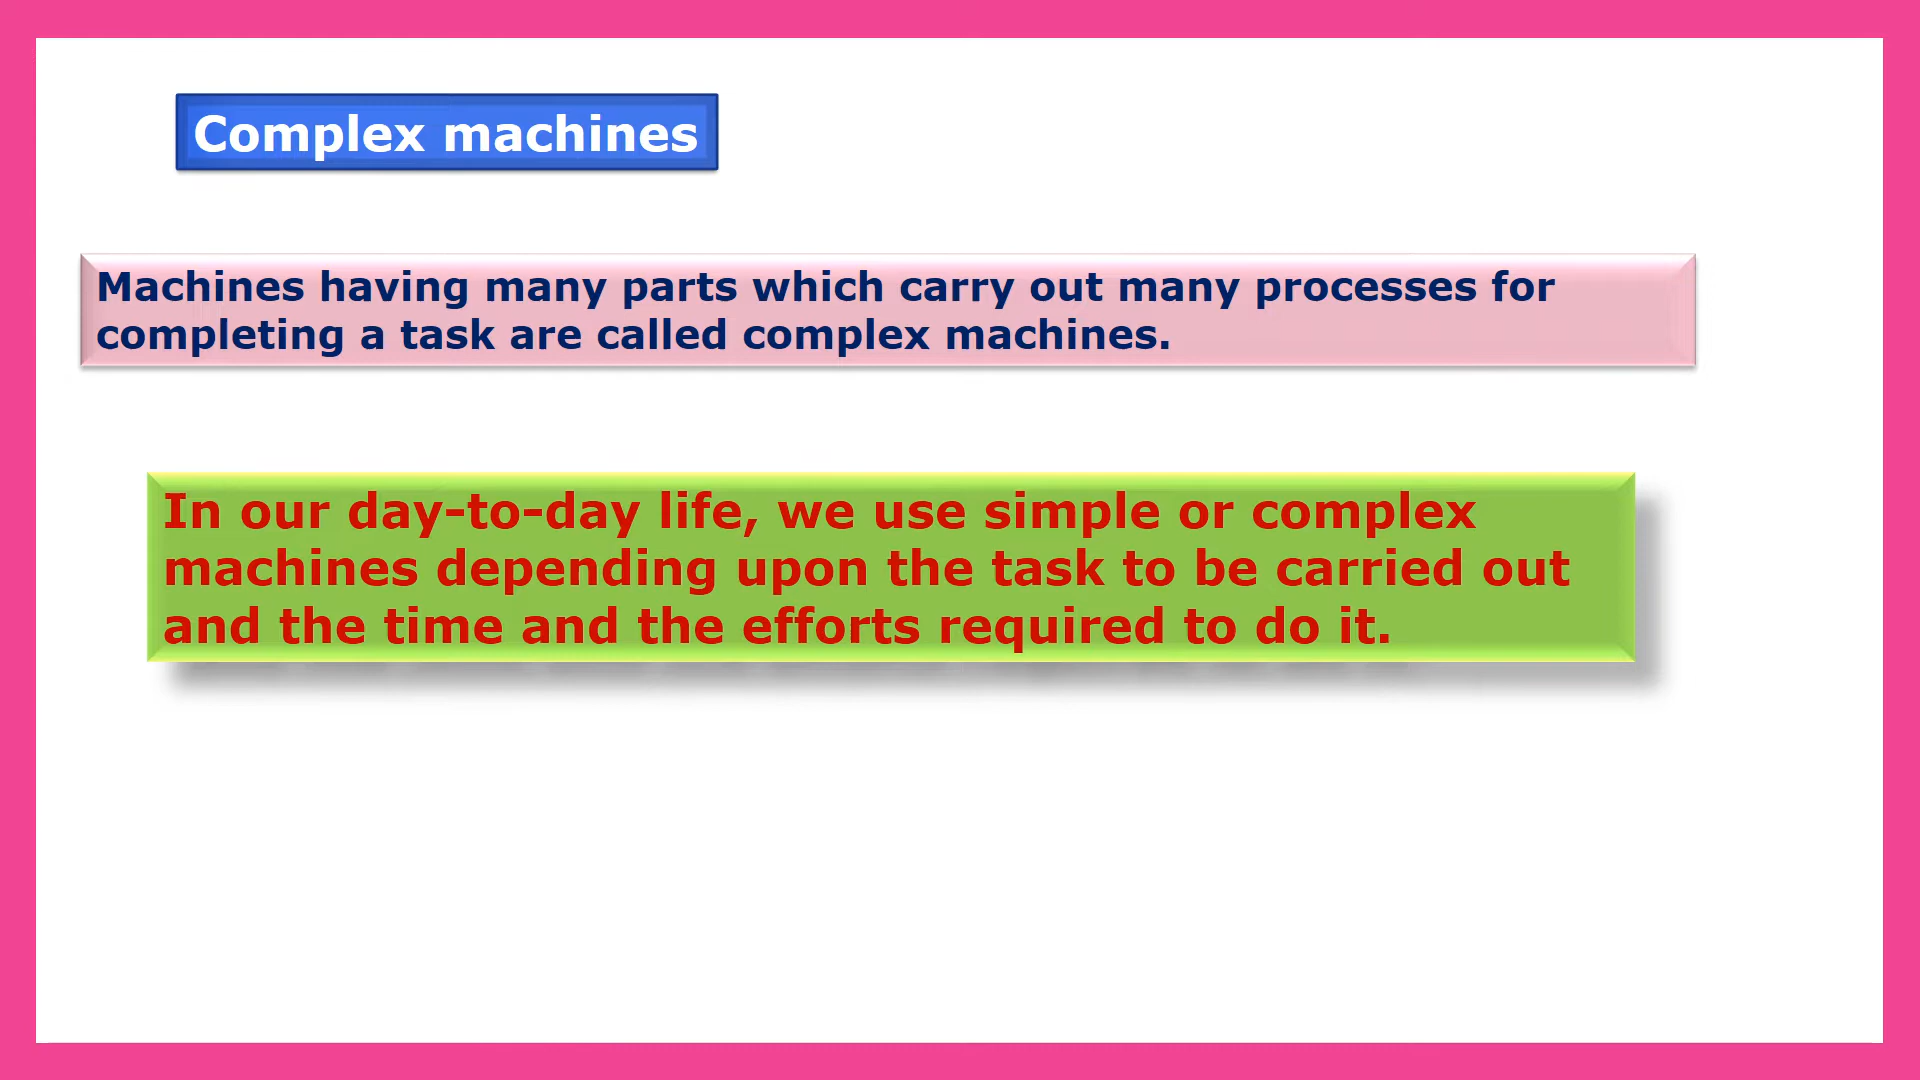 Complex machines
Machines having many parts which carry out many processes for
completing a task are called complex machines.
In our day-to-day life, we use simple or complex
machines depending upon the task to be carried out
and the time and the efforts required to do it.